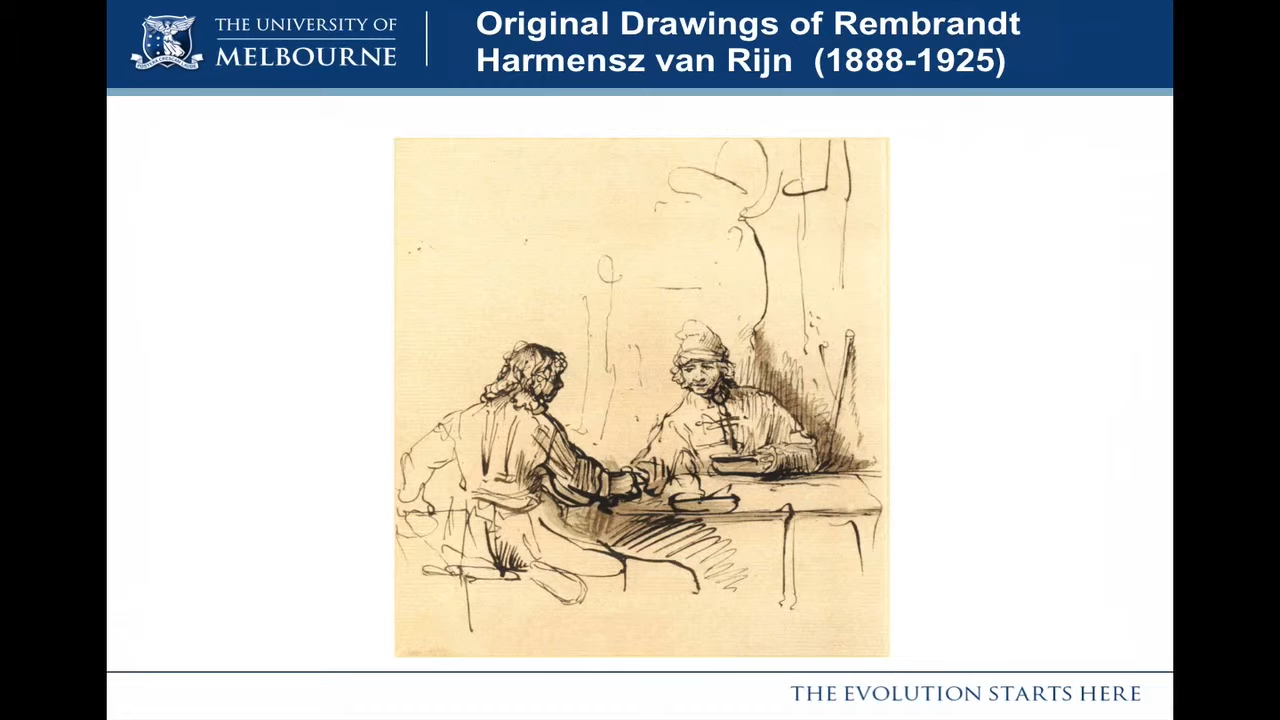 THE UNIVERSITY OF
MELBOURNE
Original Drawings of Rembrandt
Harmensz van Rijn (1888-1925)
THE EVOLUTION STARTS HERE